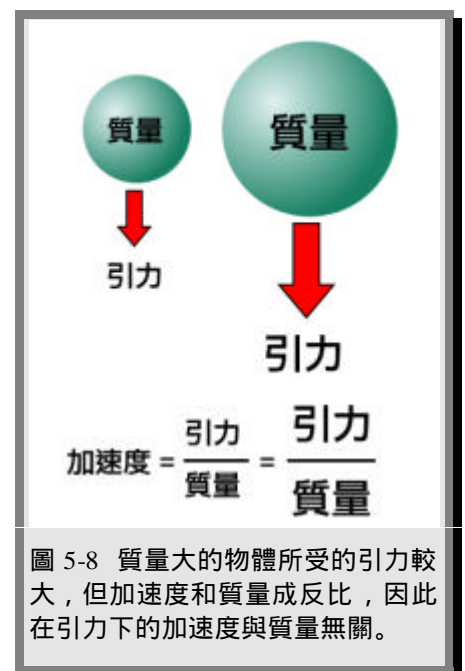 質量
質量
引力
引力
加速度 = 引力/質量 = 引力/質量
圖 5-8 質量大的物體所受的引力較
大，但加速度和質量成反比，因此
在引力下的加速度與質量無關。